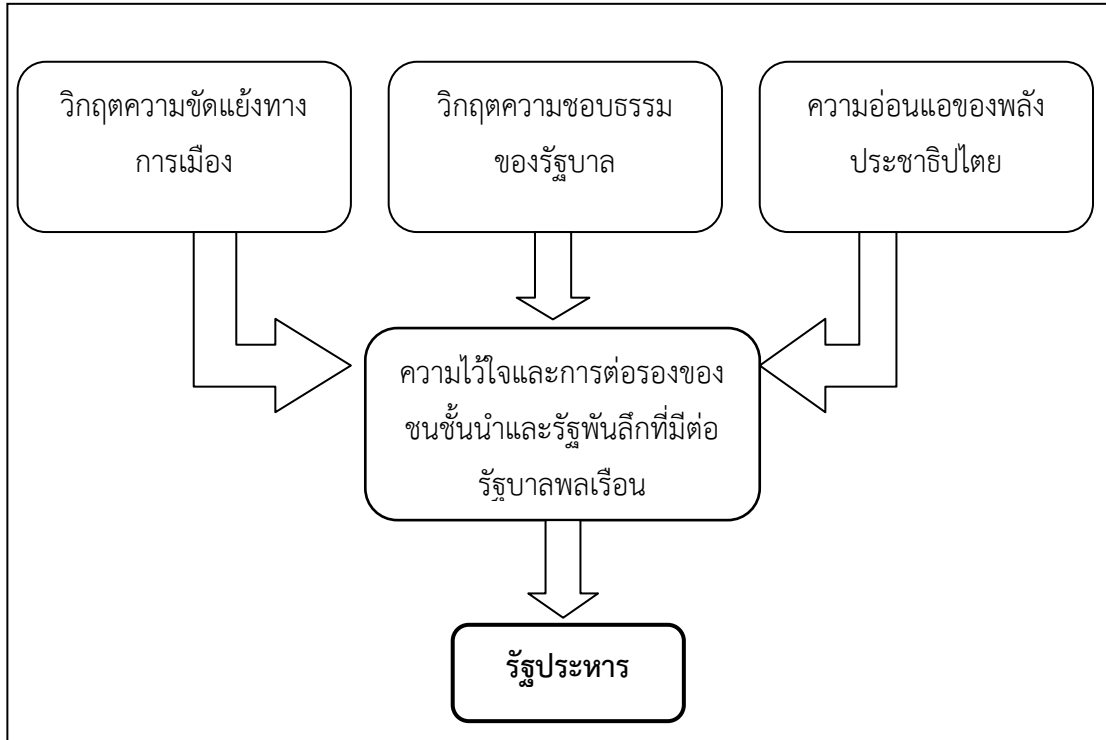 วิกฤตความขัดแย้งทาง
การเมือง
วิกฤตความชอบธรรม
ของรัฐบาล
ความอ่อนแอของพลัง
ประชาธิปไตย
ความไว้ใจและการต่อรองของ
ชนชั้นนำและรัฐพันลึกที่มีต่อ
รัฐบาลพลเรือน
รัฐประหาร